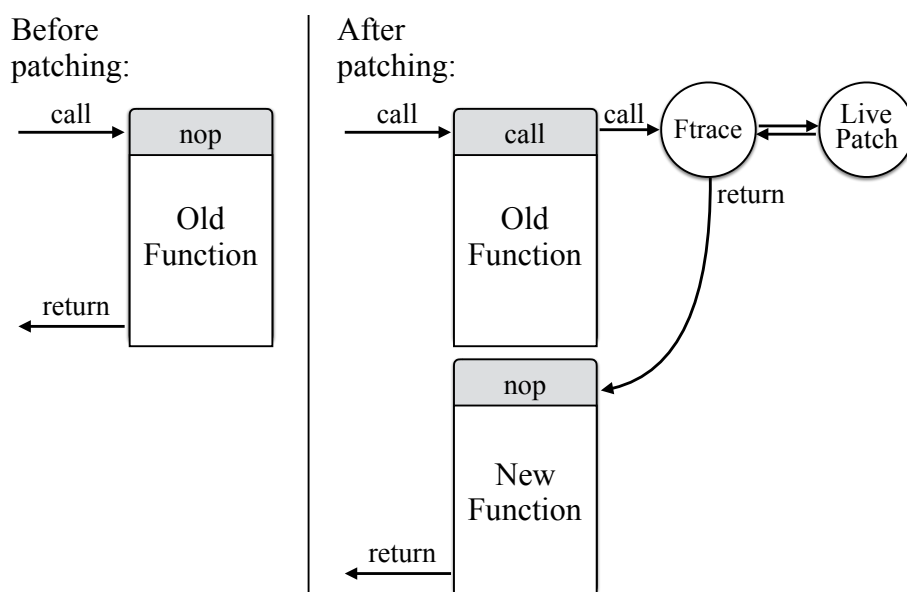 Before
patching:
call
nop
Old
Function
return
After
patching:
call
call
call
Ftrace
Live
Patch
return
Old
Function
nop
New
Function
return